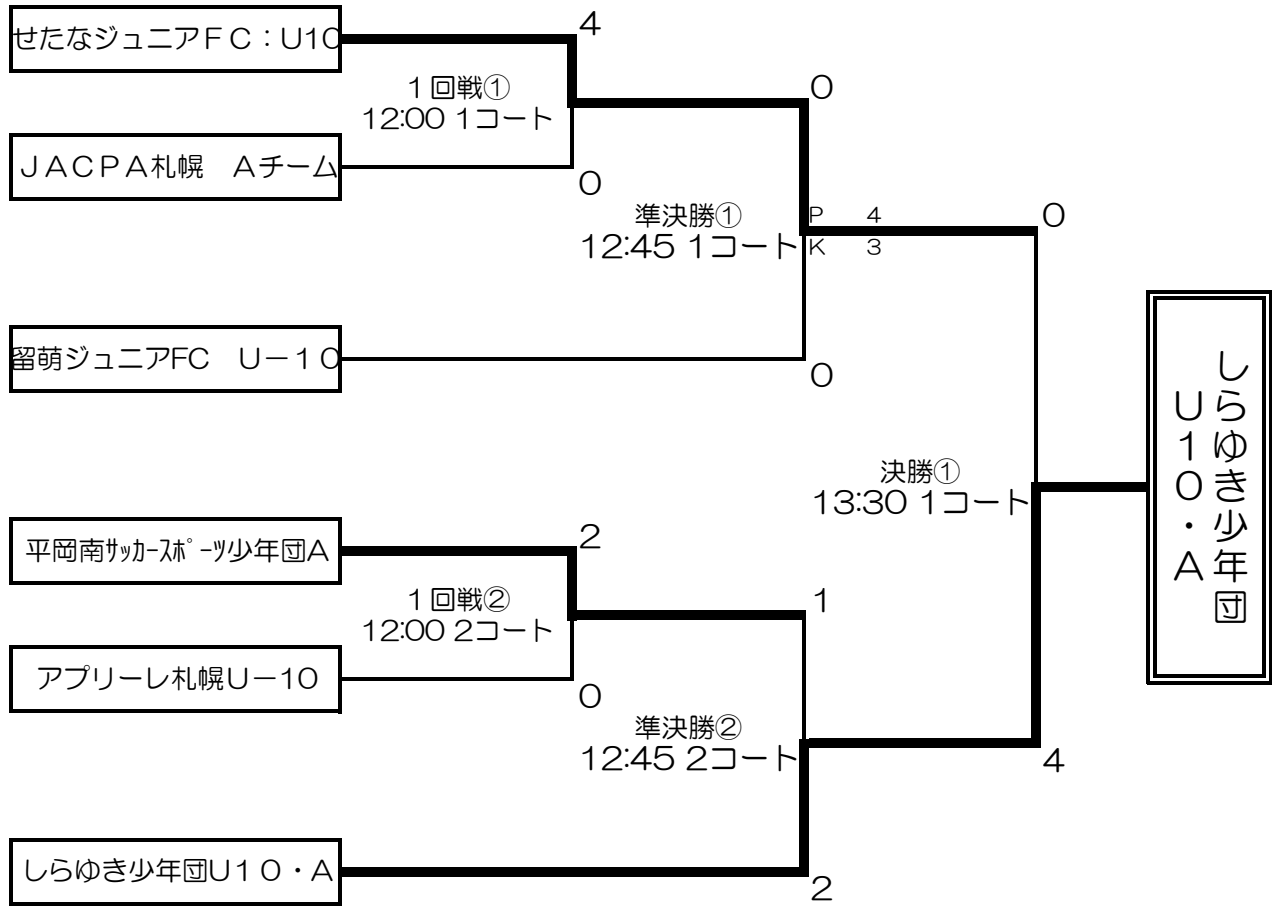 せたなジュニアＦＣ：U10
4
１回戦①
12:00 1コート
0
ＪＡＣＰＡ札幌　Ａチーム
0
準決勝①
12:45 1コート
Ｐ 4
Ｋ 3
0
留萌ジュニアFC　Ｕ－１０
0
決勝①
13:30 1コート
しらゆき少年団
Ｕ１０・Ａ
平岡南ｻｯｶｰｽﾎﾟｰﾂ少年団A
2
１回戦②
12:00 2コート
1
アプリーレ札幌Ｕ－10
0
準決勝②
12:45 2コート
4
しらゆき少年団Ｕ１０・Ａ
2